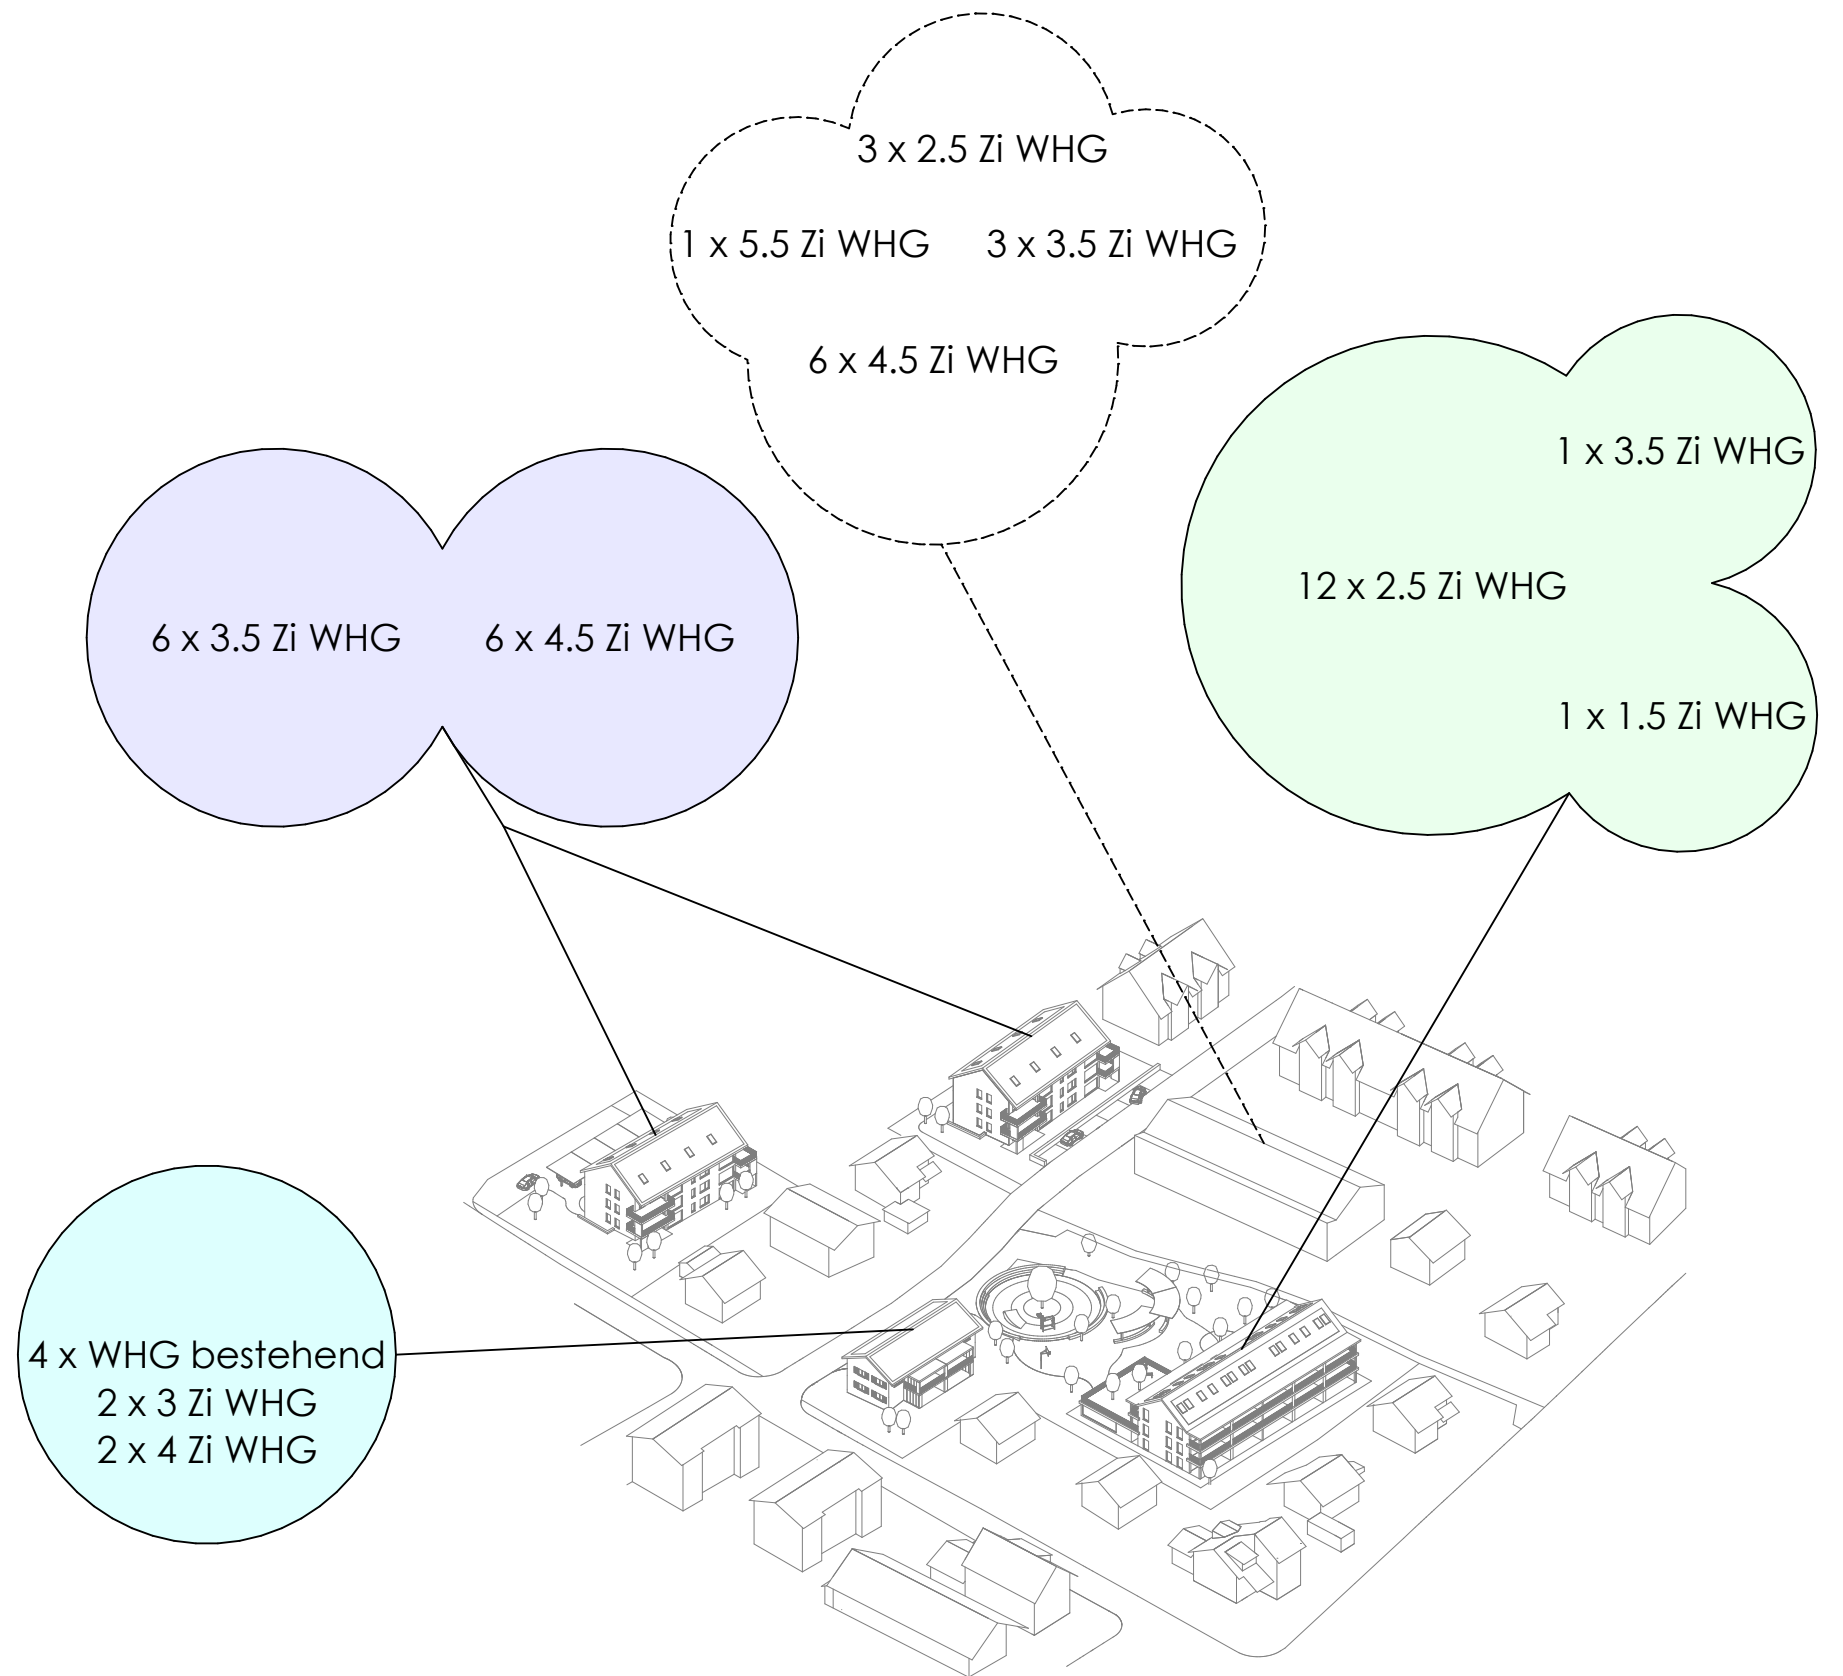 3 x 2.5 Zi WHG
1 x 5.5 Zi WHG
3 x 3.5 Zi WHG
6 x 4.5 Zi WHG
1 x 3.5 Zi WHG
12 x 2.5 Zi WHG
1 x 1.5 Zi WHG
6 x 3.5 Zi WHG
6 x 4.5 Zi WHG
4 x WHG bestehend
2 x 3 Zi WHG
2 x 4 Zi WHG